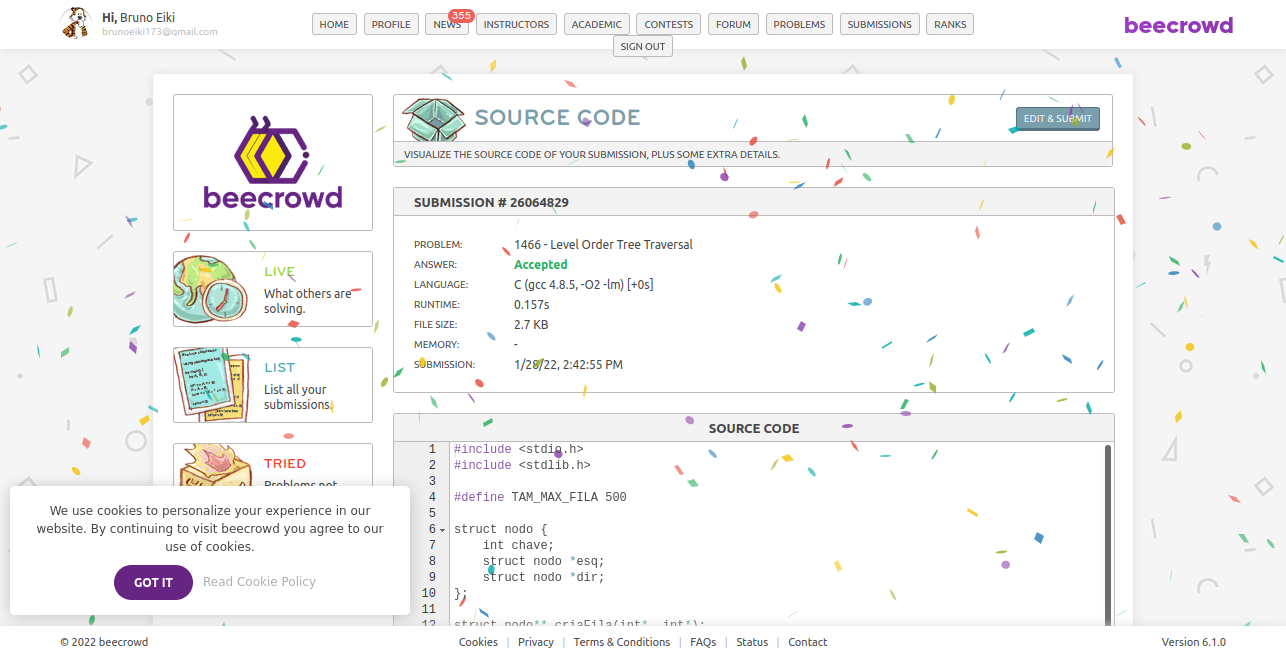 Hi, Bruno Eiki
brunoeiki173@gmail.com
HOME
PROFILE
NEWS
355
INSTRUCTORS
ACADEMIC
CONTESTS
FORUM
PROBLEMS
SUBMISSIONS
RANKS
SIGN OUT
beecrowd
beecrowd
SOURCE CODE
EDIT & SUBMIT
VISUALIZE THE SOURCE CODE OF YOUR SUBMISSION, PLUS SOME EXTRA DETAILS.
SUBMISSION # 26064829
PROBLEM: 1466 - Level Order Tree Traversal
ANSWER: Accepted
LANGUAGE: C (gcc 4.8.5, -O2 -lm) [+0s]
RUNTIME: 0.157s
FILE SIZE: 2.7 KB
MEMORY: -
SUBMISSION: 1/28/22, 2:42:55 PM
LIVE
What others are
solving.
LIST
List all your
submissions.
TRIED
Problems not
SOURCE CODE
1 #include <stdio.h>
2 #include <stdlib.h>
3
4 #define TAM_MAX_FILA 500
5
6 struct nodo {
7 int chave;
8 struct nodo *esq;
9 struct nodo *dir;
10 };
11
12 struct nodo** criaFila(int*, int*);
We use cookies to personalize your experience in our
website. By continuing to visit beecrowd you agree to our
use of cookies.
GOT IT
Read Cookie Policy
© 2022 beecrowd
Cookies | Privacy | Terms & Conditions | FAQs | Status | Contact
Version 6.1.0